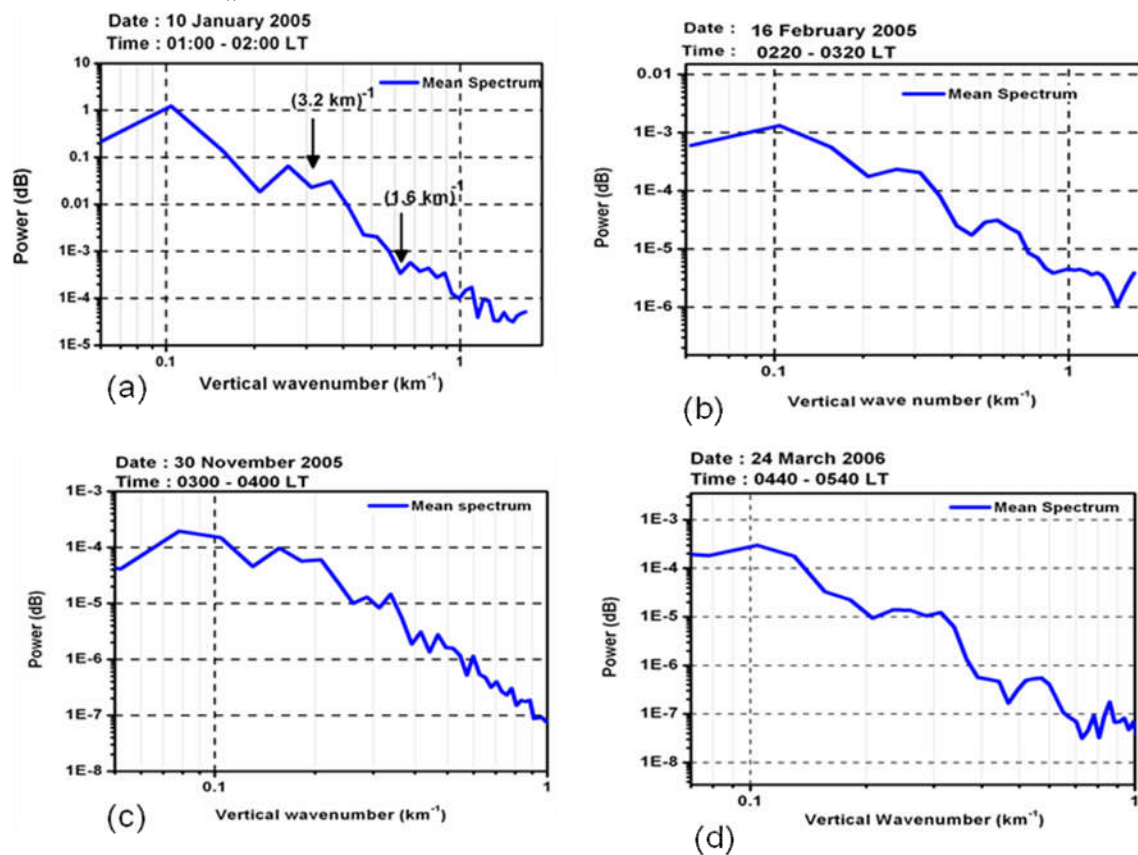 Date : 10 January 2005
Time : 01:00 - 02:00 LT
Mean Spectrum
(3.2 km)⁻¹
(1.6 km)⁻¹
10
1
0.1
0.01
1E-3
1E-4
1E-5
Power (dB)
0.1
1
Vertical wavenumber (km⁻¹)
(a)
Date : 16 February 2005
Time : 0220 - 0320 LT
Mean Spectrum
0.01
1E-3
1E-4
1E-5
1E-6
Power (dB)
0.1
1
Vertical wave number (km⁻¹)
(b)
Date : 30 November 2005
Time : 0300 - 0400 LT
Mean spectrum
1E-3
1E-4
1E-5
1E-6
1E-7
1E-8
Power (dB)
0.1
1
Vertical wavenumber (km⁻¹)
(c)
Date : 24 March 2006
Time : 0440 - 0540 LT
Mean Spectrum
1E-3
1E-4
1E-5
1E-6
1E-7
1E-8
Power (dB)
0.1
1
Vertical Wavenumber (km⁻¹)
(d)